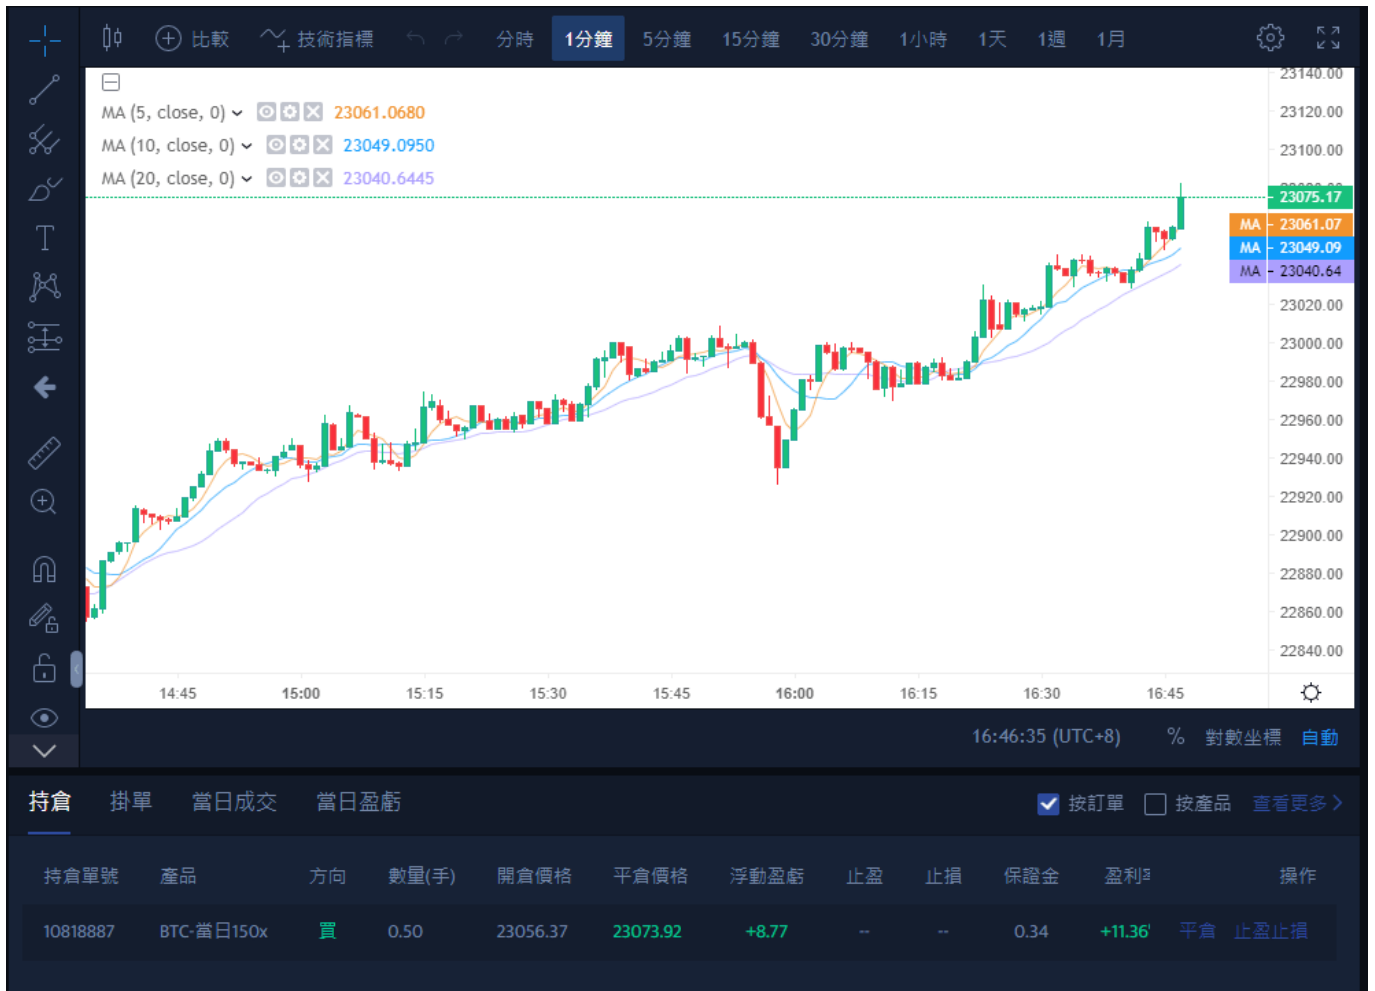 比較 技術指標 分時 1分鐘 5分鐘 15分鐘 30分鐘 1小時 1天 1週 1月
T
MA (5, close, 0) 23061.0680
MA (10, close, 0) 23049.0950
MA (20, close, 0) 23040.6445
23140.00
23120.00
23100.00
23075.17
MA 23061.07
MA 23049.09
MA 23040.64
23020.00
23000.00
22980.00
22960.00
22940.00
22920.00
22900.00
22880.00
22860.00
22840.00
14:45 15:00 15:15 15:30 15:45 16:00 16:15 16:30 16:45
16:46:35 (UTC+8) % 對數坐標 自動
持倉 掛單 當日成交 當日盈虧 按訂單 按產品 查看更多
持倉單號 產品 方向 數量(手) 開倉價格 平倉價格 浮動盈虧 止盈 止損 保證金 盈利 操作
10818887 BTC-當日150x 買 0.50 23056.37 23073.92 +8.77 -- -- 0.34 +11.36 平倉 止盈止損